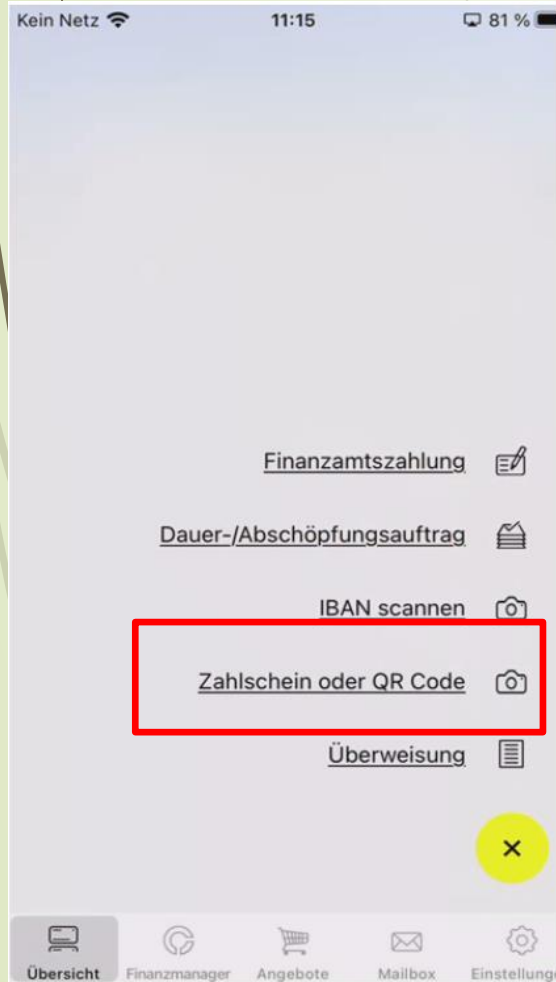 Kein Netz 11:15 81 %
Finanzamtszahlung
Dauer-/Abschöpfungsauftrag
IBAN scannen
Zahlschein oder QR Code
Überweisung
Übersicht Finanzmanager Angebote Mailbox Einstellunge